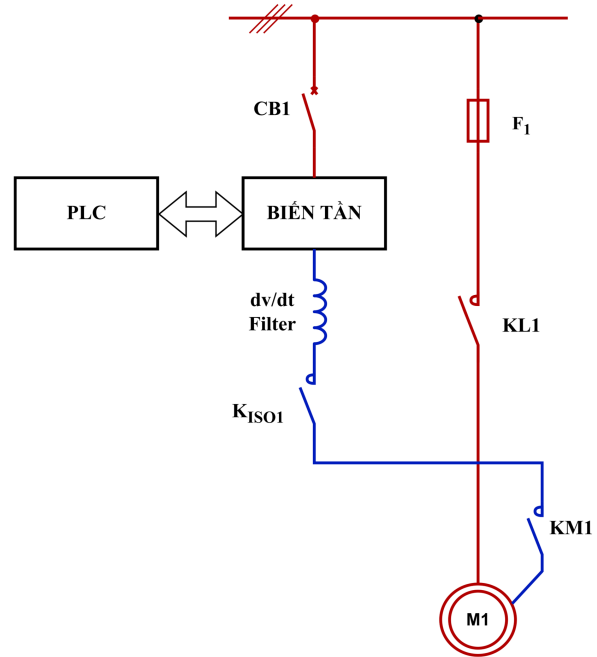 CB1
F1
PLC
BIẾN TẦN
dv/dt
Filter
KL1
KISO1
KM1
M1